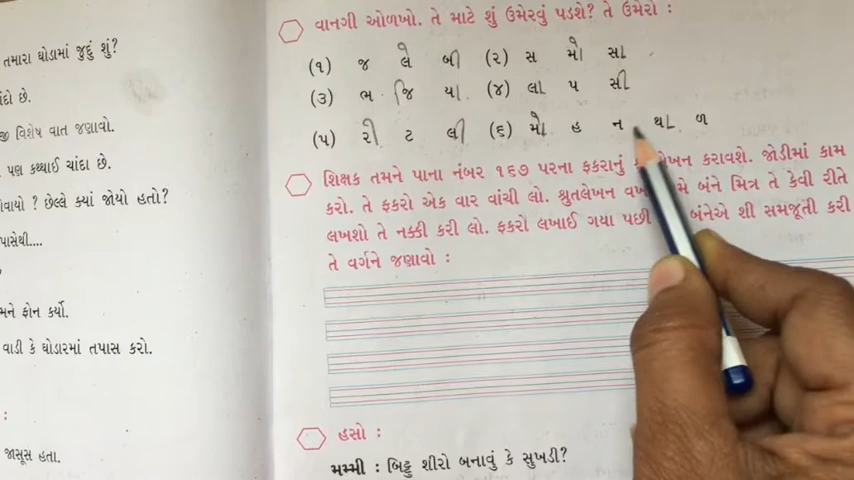 તમારા ઘોડામાં જુદું શું?
ંદો છે.
જી વિશેષ વાત જણાવો.
પણ કથ્થાઈ ચાંદા છે.
વાયો ? છેલ્લે ક્યાં જોયો હતો?
પાસેથી....
મને ફોન કર્યો.
વાડી કે ઘોડારમાં તપાસ કરો.
:
જાસૂસ હતા.
વાનગી ઓળખો. તે માટે શું ઉમેરવું પડશે? તે ઉમેરો :
(૧) જ લે બી (૨) સ મો સા
(૩) ભ જિ યા (૪) લા પ સી
(૫) રો ટ લી (૬) મો હ ન થા ળ
શિક્ષક તમને પાના નંબર ૧૬૭ પરના ફકરાનું લેખન કરાવશે. જોડીમાં કામ
કરો. તે ફકરો એક વાર વાંચી લો. શ્રુતલેખન બંને મિત્ર તે કેવી રીતે
લખશો તે નક્કી કરી લો. ફકરો લખાઈ ગયા પછી બંનેએ શી સમજૂતી કરી
તે વર્ગને જણાવો :
હસો :
મમ્મી : બિટ્ટુ શીરો બનાવું કે સુખડી?